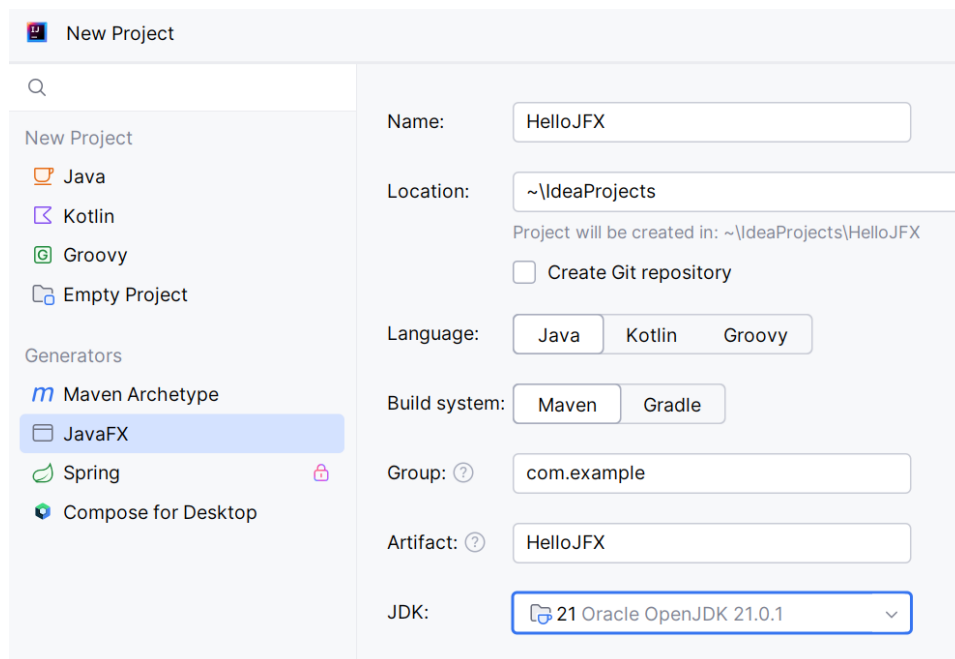 New Project
New Project
Java
Kotlin
Groovy
Empty Project
Generators
Maven Archetype
JavaFX
Spring
Compose for Desktop
Name: HelloJFX
Location: ~\IdeaProjects
Project will be created in: ~\IdeaProjects\HelloJFX
Create Git repository
Language: Java Kotlin Groovy
Build system: Maven Gradle
Group: ? com.example
Artifact: ? HelloJFX
JDK: 21 Oracle OpenJDK 21.0.1